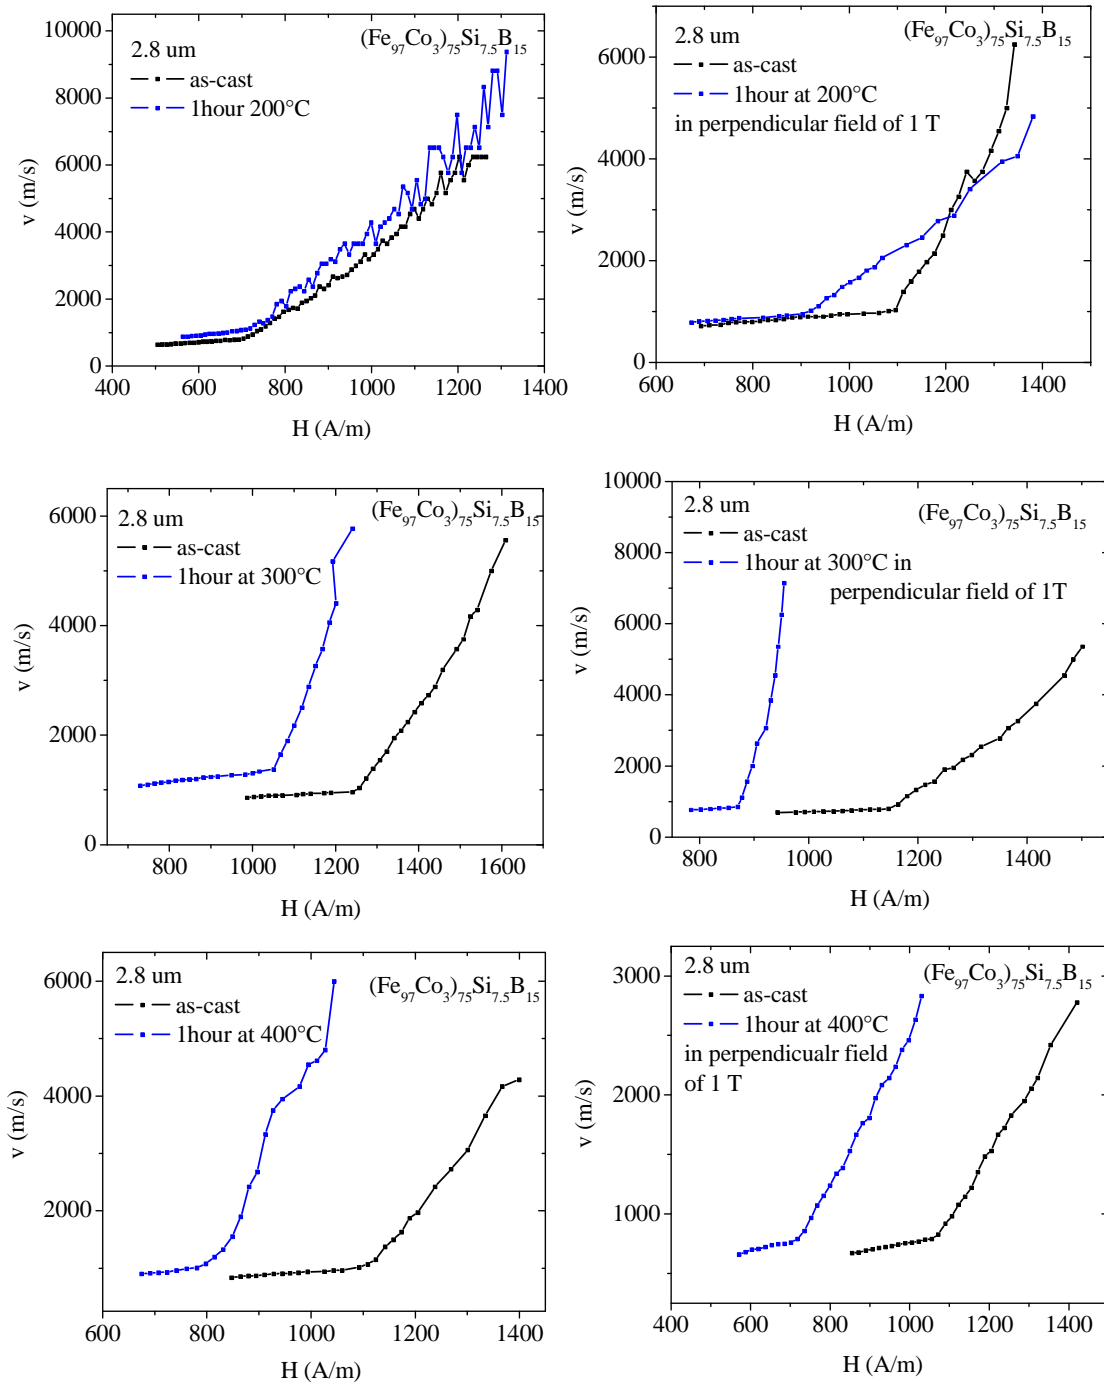 10000
8000
6000
4000
2000
0
v (m/s)
2.8 um
(Fe97Co3)75Si7.5B15
as-cast
1hour 200°C
400 600 800 1000 1200 1400
H (A/m)
6000
4000
2000
0
v (m/s)
2.8 um
(Fe97Co3)75Si7.5B15
as-cast
1hour at 200°C
in perpendicular field of 1 T
600 800 1000 1200 1400
H (A/m)
6000
4000
2000
0
v (m/s)
2.8 um
(Fe97Co3)75Si7.5B15
as-cast
1hour at 300°C
800 1000 1200 1400 1600
H (A/m)
10000
8000
6000
4000
2000
0
v (m/s)
2.8 um
(Fe97Co3)75Si7.5B15
as-cast
1hour at 300°C in
perpendicular field of 1T
800 1000 1200 1400
H (A/m)
6000
4000
2000
v (m/s)
2.8 um
(Fe97Co3)75Si7.5B15
as-cast
1hour at 400°C
600 800 1000 1200 1400
H (A/m)
3000
2000
1000
v (m/s)
2.8 um
(Fe97Co3)75Si7.5B15
as-cast
1hour at 400°C
in perpendicualr field
of 1 T
400 600 800 1000 1200 1400
H (A/m)